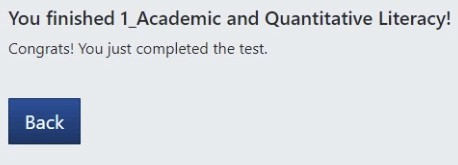 You finished 1_Academic and Quantitative Literacy!
Congrats! You just completed the test.
Back